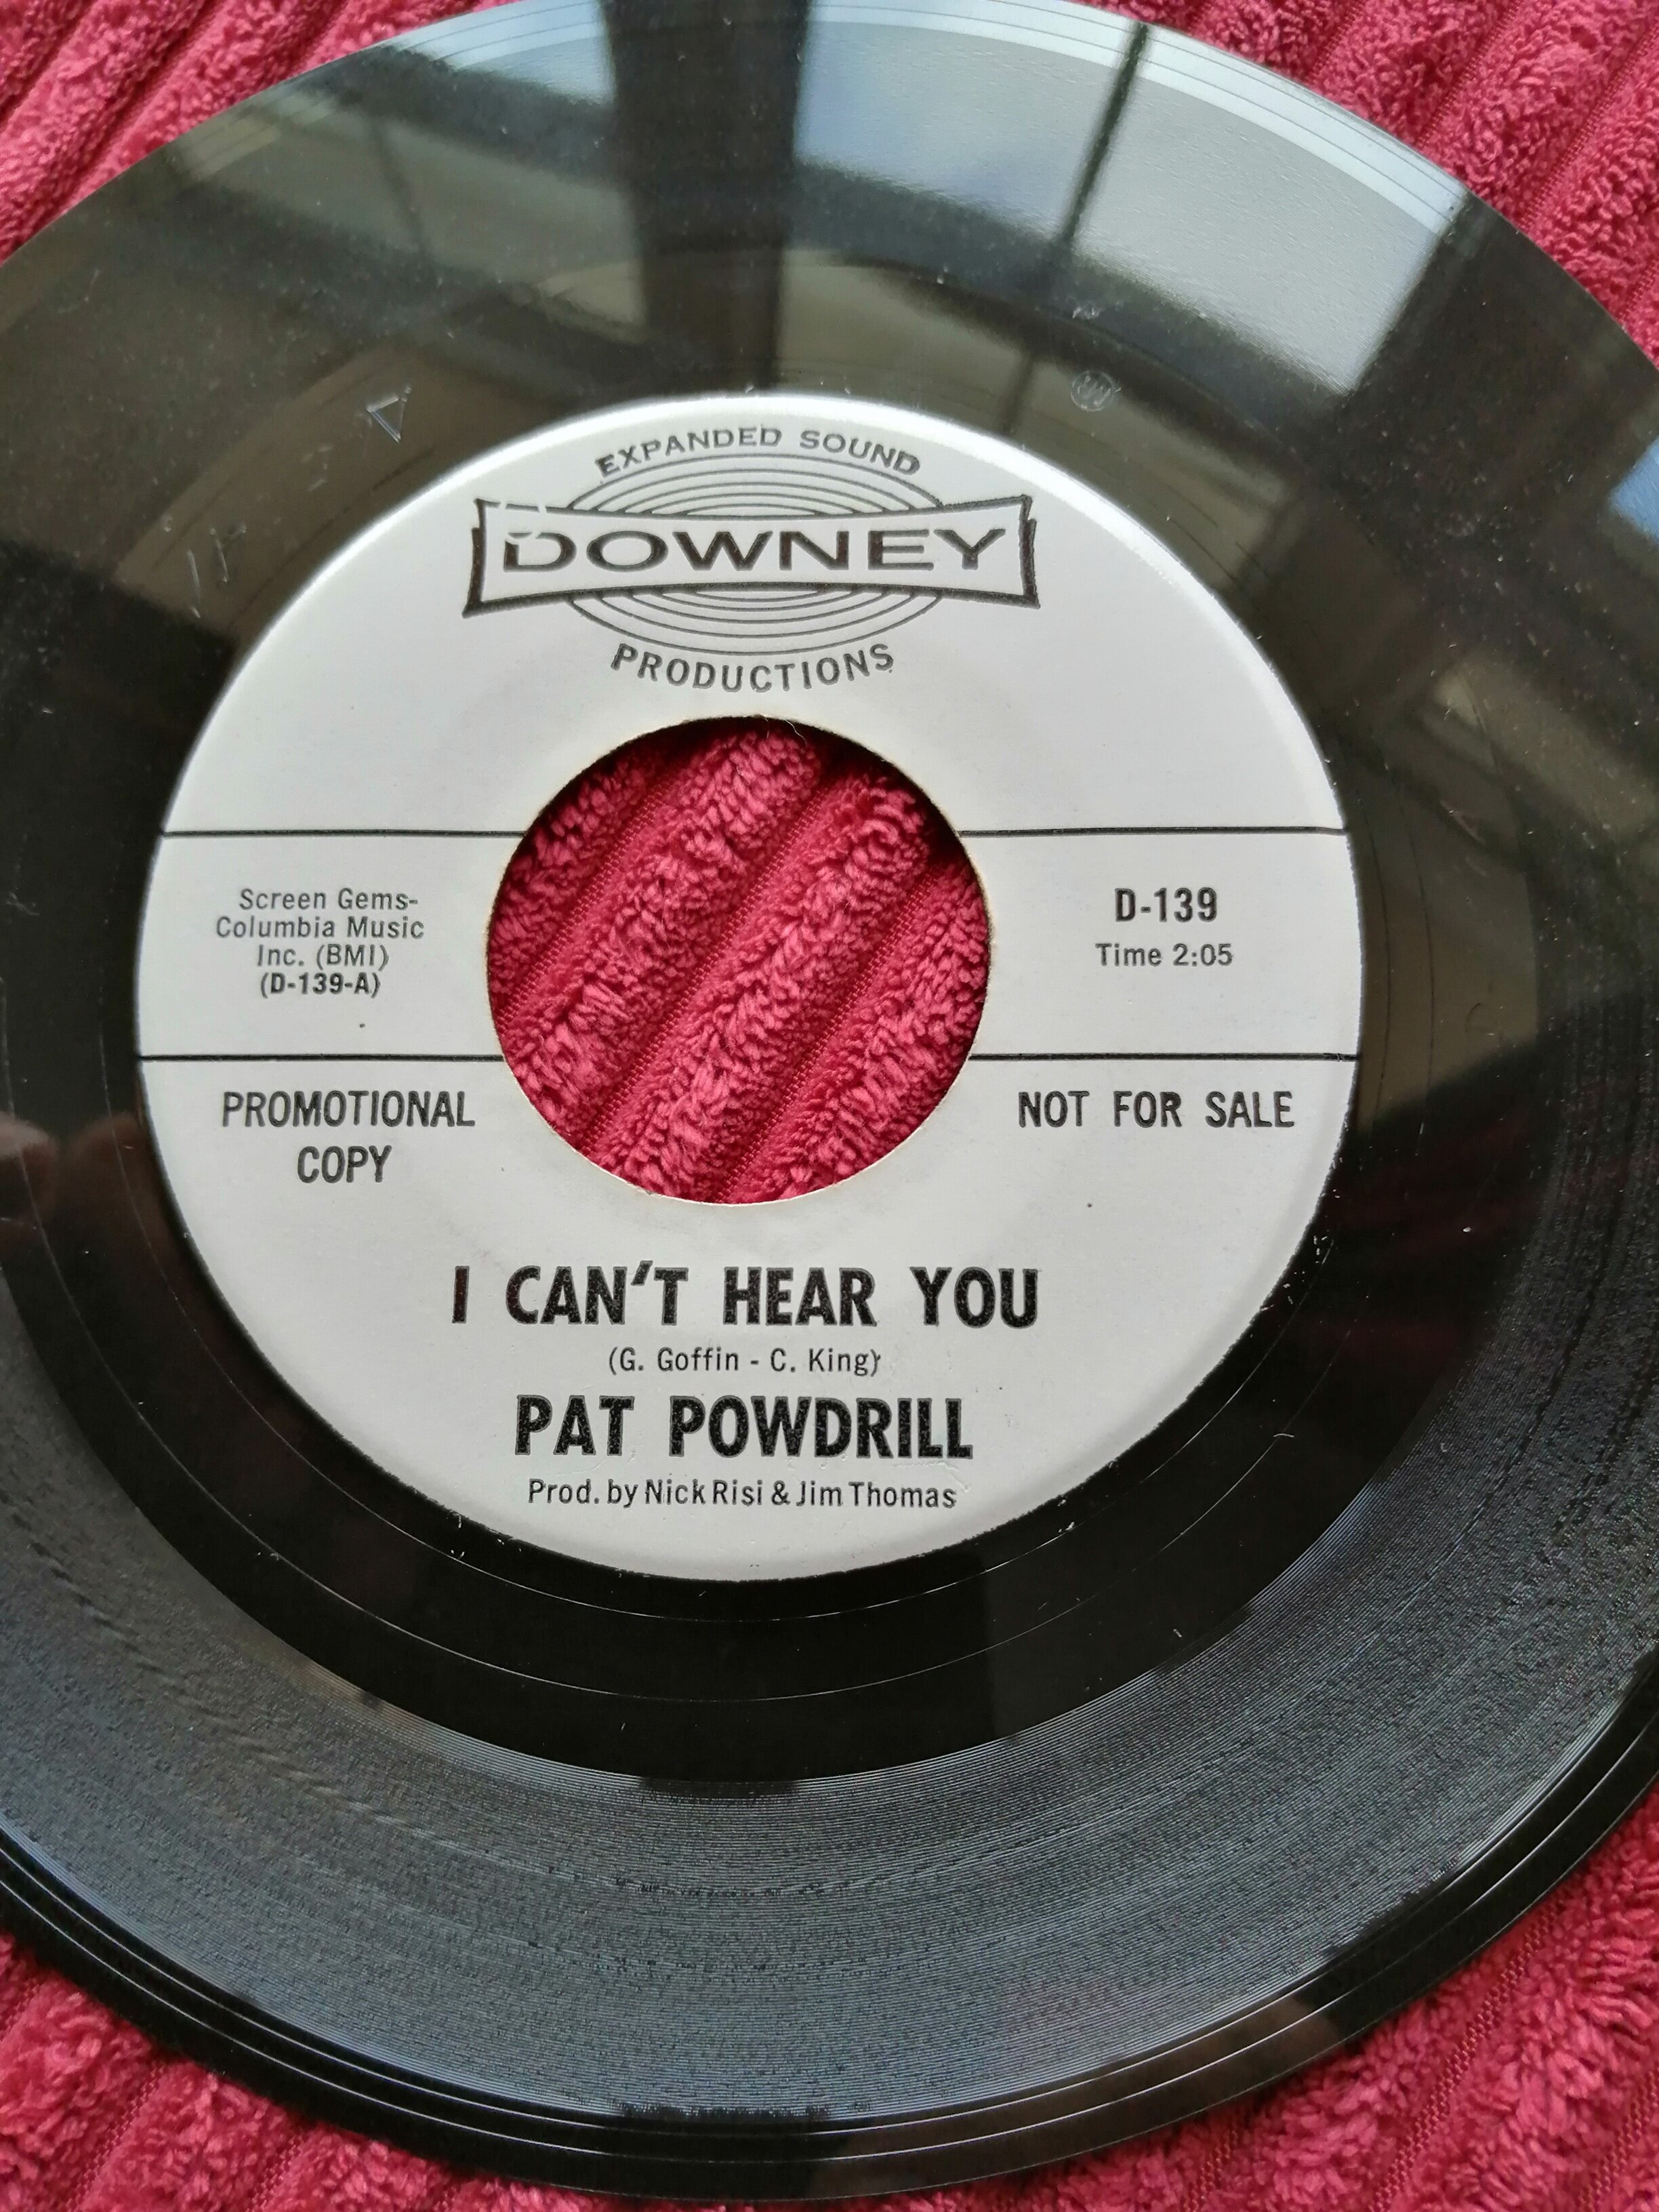 EXPANDED SOUND
DOWNEY
PRODUCTIONS
Screen Gems-
Columbia Music
Inc. (BMI)
(D-139-A)
D-139
Time 2:05
PROMOTIONAL
COPY
NOT FOR SALE
I CAN'T HEAR YOU
(G. Goffin - C. King)
PAT POWDRILL
Prod. by Nick Risi & Jim Thomas